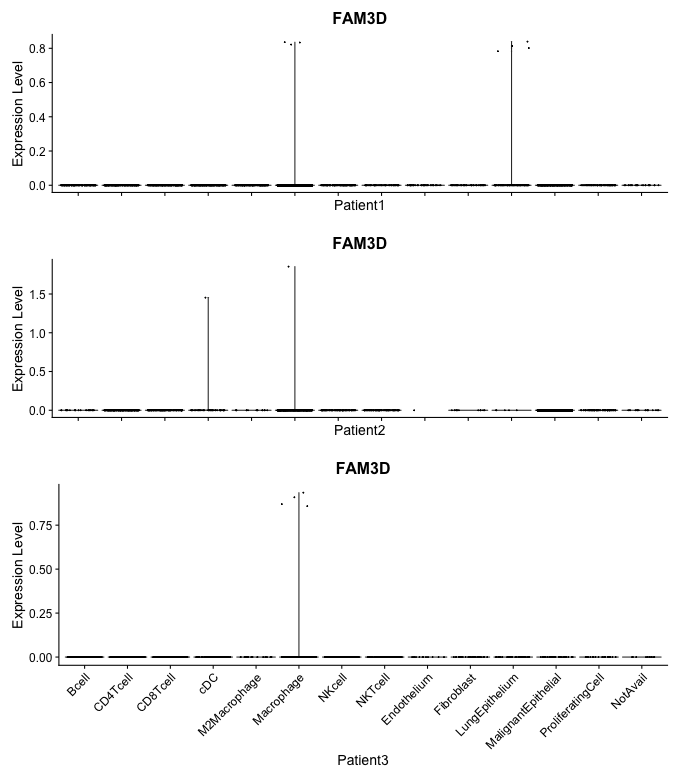 FAM3D
Expression Level
0.8
0.6
0.4
0.2
0.0
Patient1
FAM3D
Expression Level
1.5
1.0
0.5
0.0
Patient2
FAM3D
Expression Level
0.75
0.50
0.25
0.00
Bcell
CD4Tcell
CD8Tcell
cDC
M2Macrophage
Macrophage
NKcell
NKTcell
Endothelium
Fibroblast
LungEpithelium
MalignantEpithelial
ProliferatingCell
NotAvail
Patient3